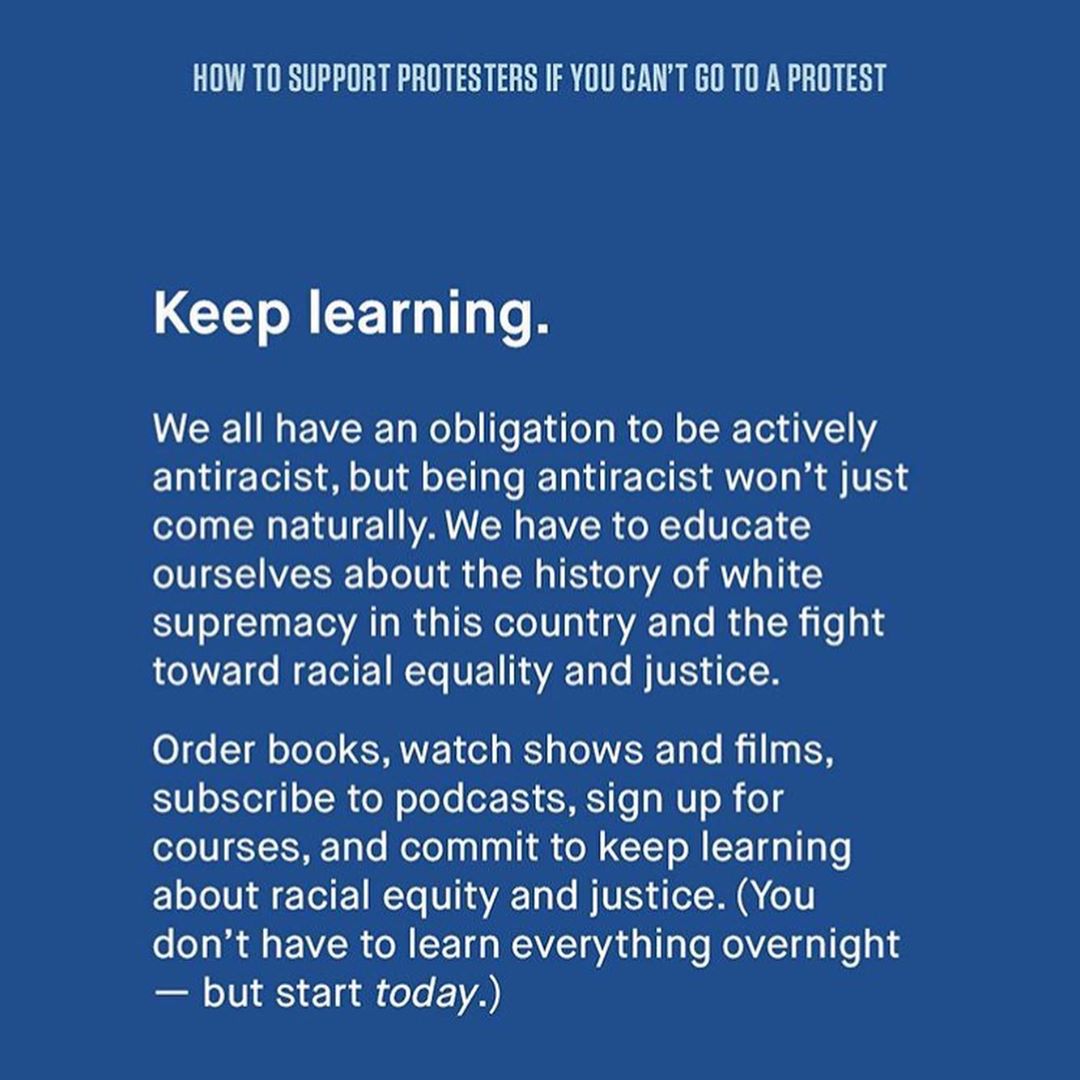 HOW TO SUPPORT PROTESTERS IF YOU CAN'T GO TO A PROTEST
Keep learning.
We all have an obligation to be actively
antiracist, but being antiracist won't just
come naturally. We have to educate
ourselves about the history of white
supremacy in this country and the fight
toward racial equality and justice.
Order books, watch shows and films,
subscribe to podcasts, sign up for
courses, and commit to keep learning
about racial equity and justice. (You
don't have to learn everything overnight
— but start today.)